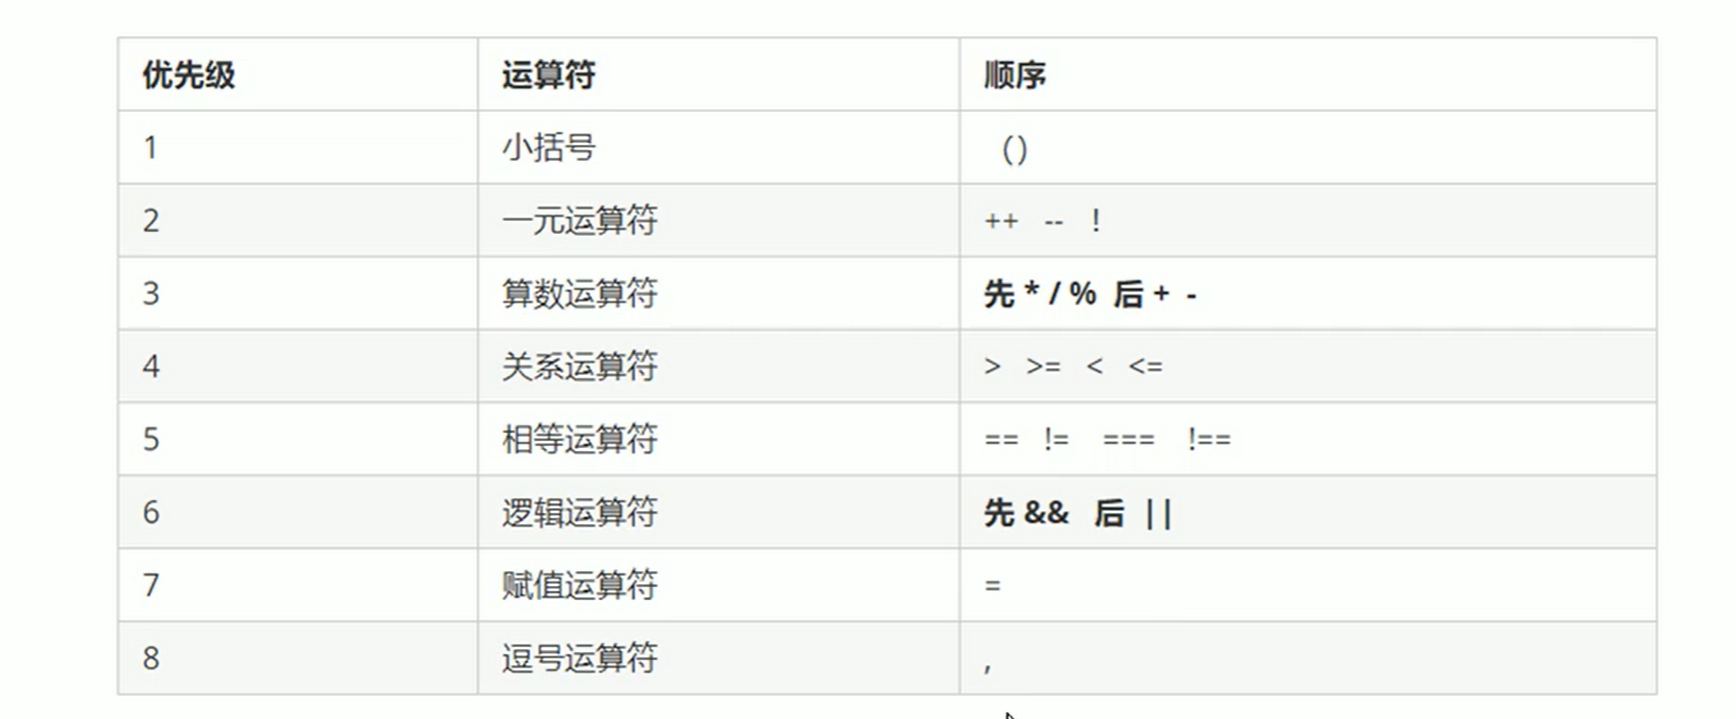 优先级 运算符 顺序
1 小括号 ()
2 一元运算符 ++ -- !
3 算数运算符 先 * / % 后 + -
4 关系运算符 > >= < <=
5 相等运算符 == != === !==
6 逻辑运算符 先 && 后 ||
7 赋值运算符 =
8 逗号运算符 ,